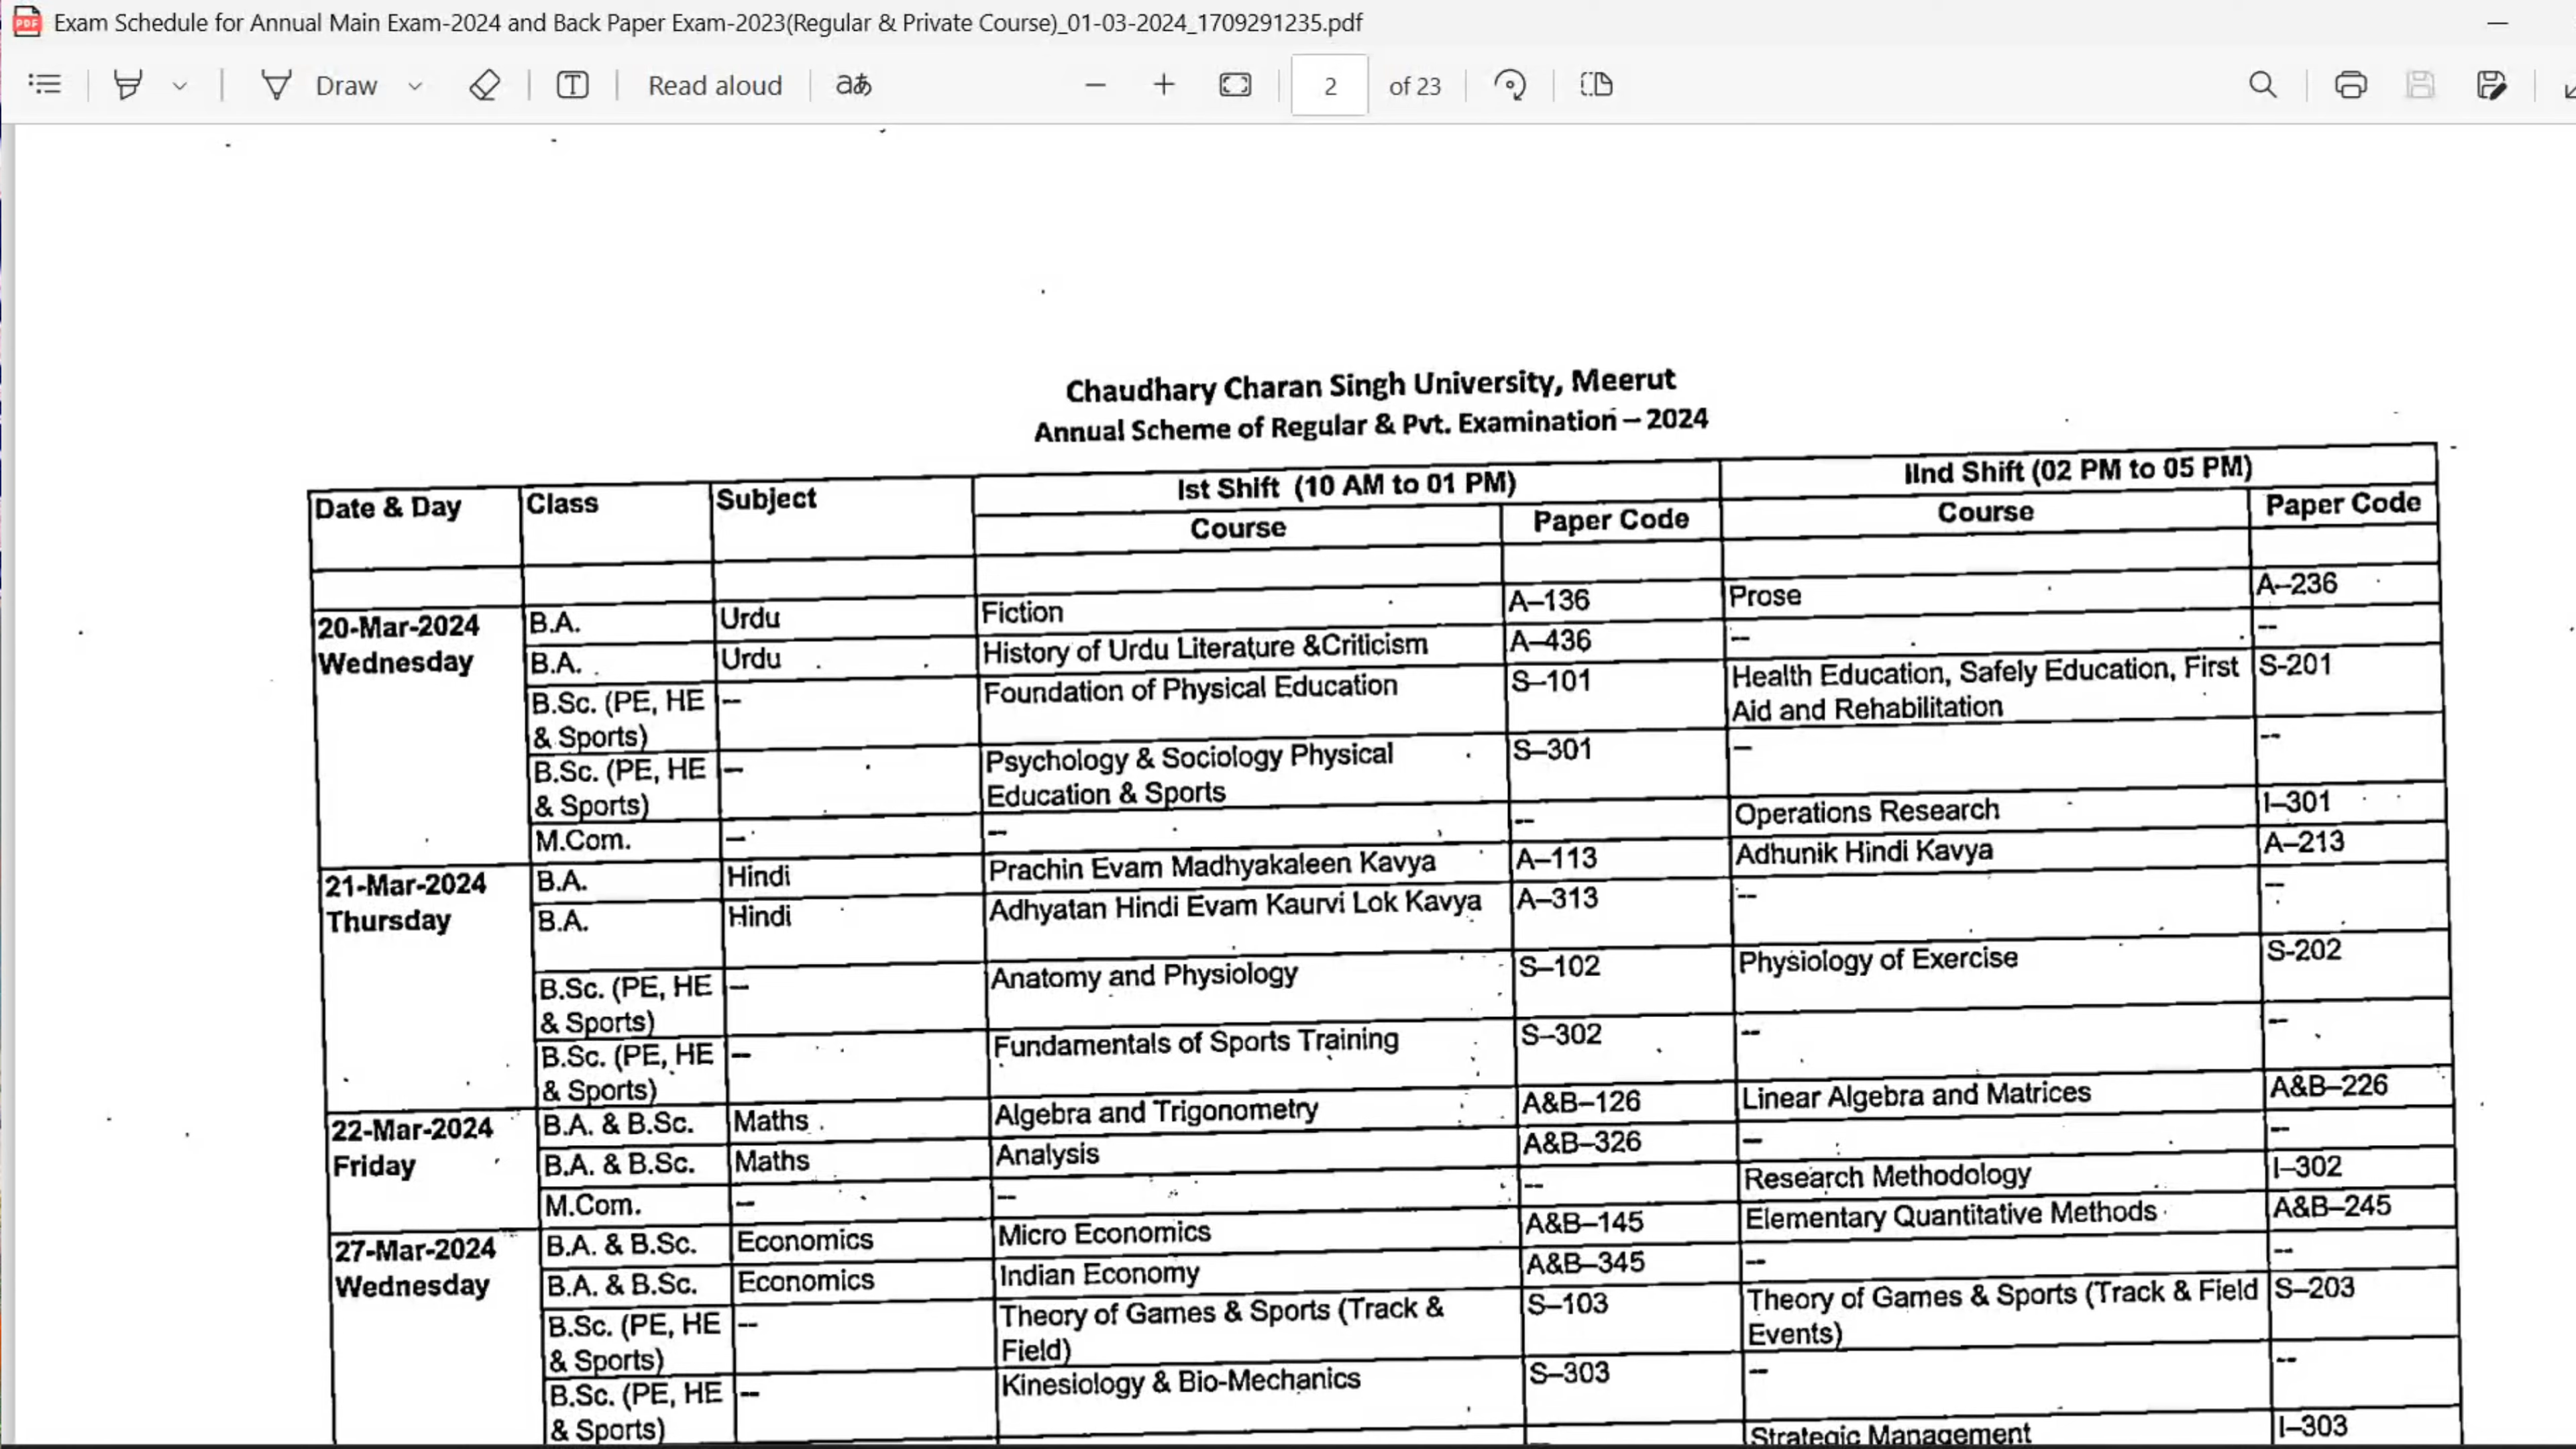 Exam Schedule for Annual Main Exam-2024 and Back Paper Exam-2023(Regular & Private Course)_01-03-2024_1709291235.pdf
Draw Read aloud aあ 2 of 23
Chaudhary Charan Singh University, Meerut
Annual Scheme of Regular & Pvt. Examination – 2024
Date & Day Class Subject Ist Shift (10 AM to 01 PM) IInd Shift (02 PM to 05 PM)
Course Paper Code Course Paper Code
20-Mar-2024 B.A. Urdu Fiction A–136 Prose A–236
Wednesday B.A. Urdu History of Urdu Literature &Criticism A–436 -- --
B.Sc. (PE, HE -- Foundation of Physical Education S–101 Health Education, Safely Education, First S-201
& Sports) Aid and Rehabilitation
B.Sc. (PE, HE -- Psychology & Sociology Physical S–301 -- --
& Sports) Education & Sports
M.Com. -- -- -- Operations Research I–301
21-Mar-2024 B.A. Hindi Prachin Evam Madhyakaleen Kavya A–113 Adhunik Hindi Kavya A–213
Thursday B.A. Hindi Adhyatan Hindi Evam Kaurvi Lok Kavya A–313 -- --
B.Sc. (PE, HE -- Anatomy and Physiology S–102 Physiology of Exercise S-202
& Sports)
B.Sc. (PE, HE -- Fundamentals of Sports Training S–302 -- --
& Sports)
22-Mar-2024 B.A. & B.Sc. Maths Algebra and Trigonometry A&B–126 Linear Algebra and Matrices A&B–226
Friday B.A. & B.Sc. Maths Analysis A&B–326 -- --
M.Com. -- -- -- Research Methodology I–302
27-Mar-2024 B.A. & B.Sc. Economics Micro Economics A&B–145 Elementary Quantitative Methods A&B–245
Wednesday B.A. & B.Sc. Economics Indian Economy A&B–345 -- --
B.Sc. (PE, HE -- Theory of Games & Sports (Track & S–103 Theory of Games & Sports (Track & Field S–203
& Sports) Field) Events)
B.Sc. (PE, HE -- Kinesiology & Bio-Mechanics S–303 -- --
& Sports)
Strategic Management I–303